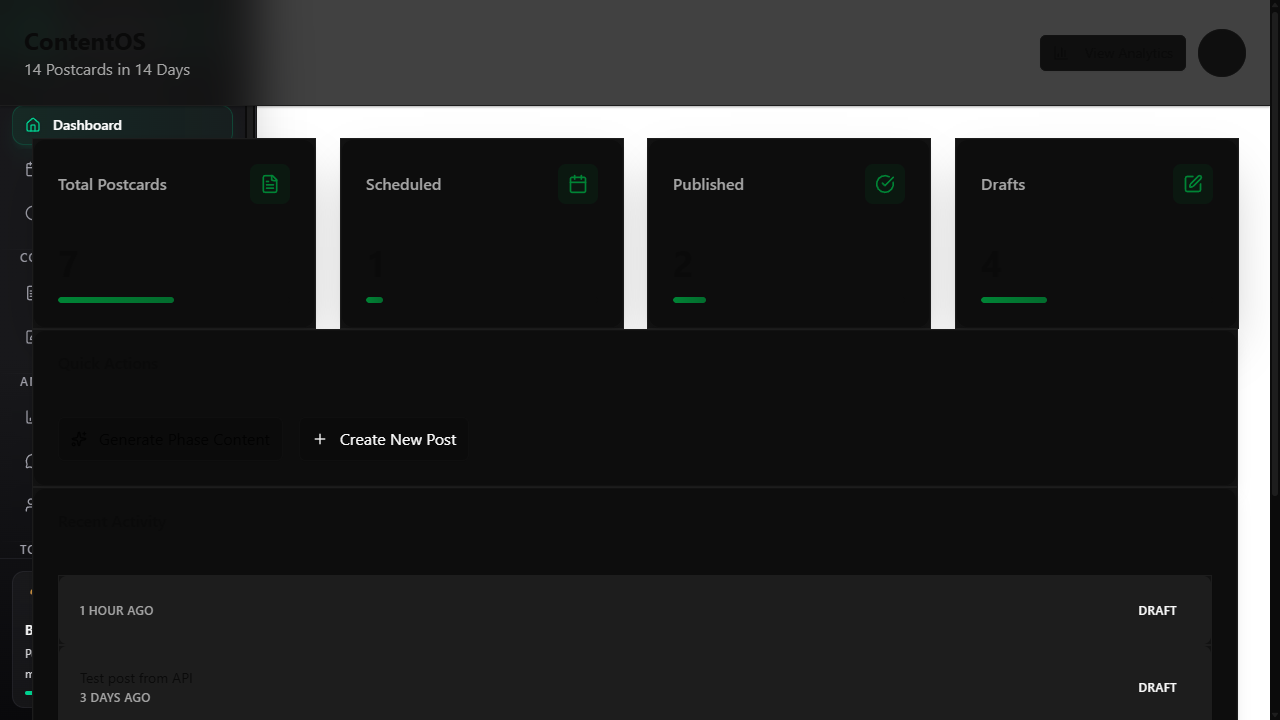 ContentOS
14 Postcards in 14 Days
View Analytics
Dashboard
Total Postcards
Scheduled
Published
Drafts
7
1
2
4
Quick Actions
Generate Phase Content
Create New Post
Recent Activity
1 HOUR AGO
DRAFT
Test post from API
3 DAYS AGO
DRAFT